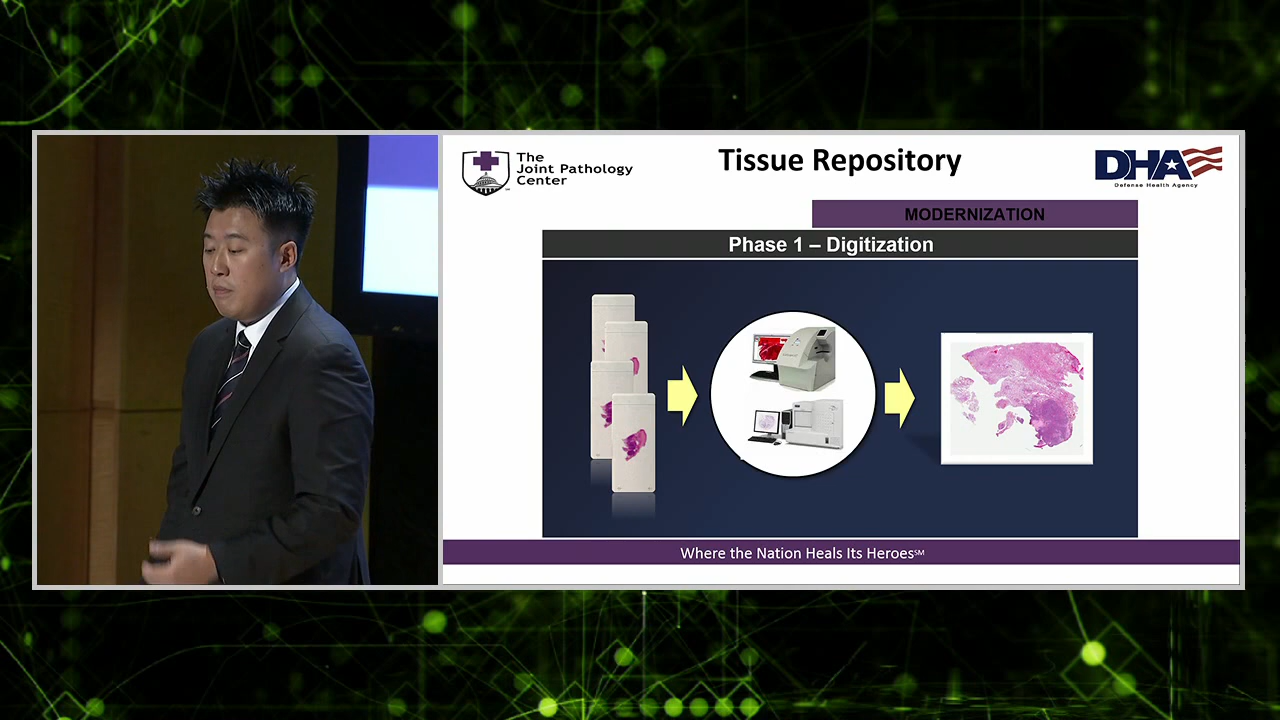 The
Joint Pathology
Center
Tissue Repository
DHA
Defense Health Agency
MODERNIZATION
Phase 1 – Digitization
Where the Nation Heals Its Heroes℠